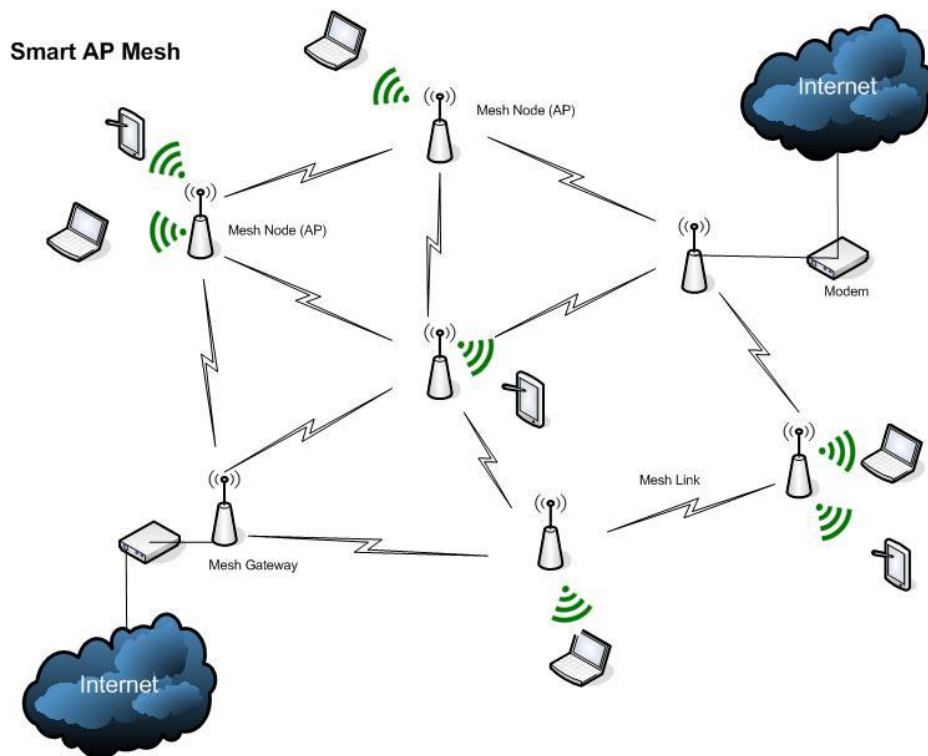 Smart AP Mesh
Internet
Mesh Node (AP)
Mesh Node (AP)
Modem
Mesh Link
Mesh Gateway
Internet